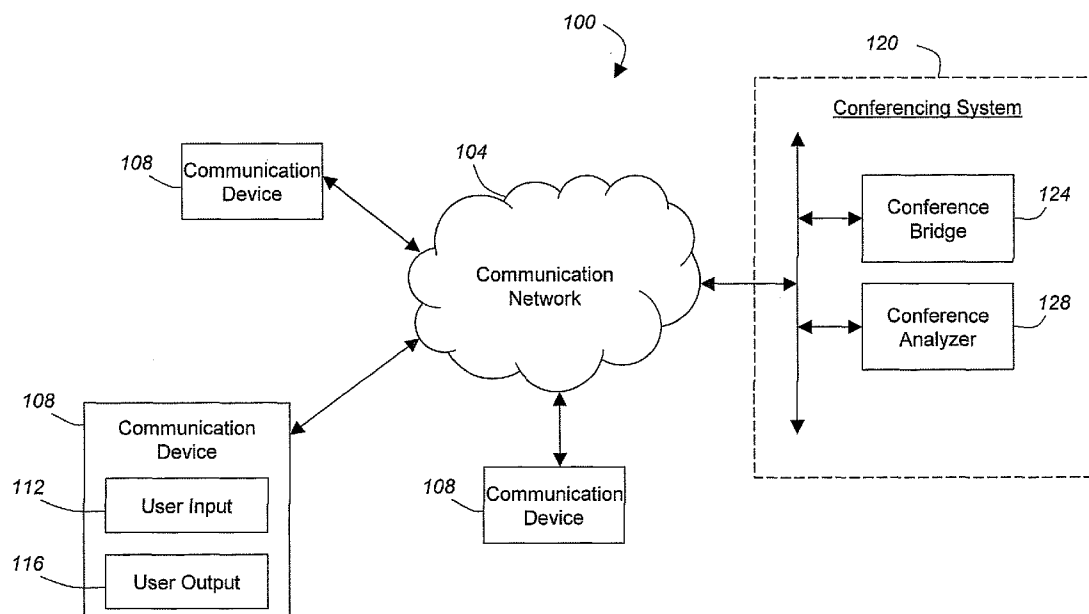 100
120
Conferencing System
108
Communication
Device
104
124
Conference
Bridge
Communication
Network
128
Conference
Analyzer
108
Communication
Device
112
User Input
116
User Output
108
Communication
Device